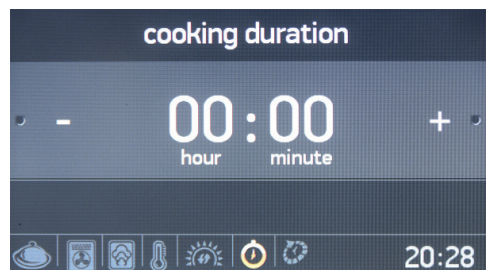 cooking duration
- 00 : 00 +
hour minute
20:28